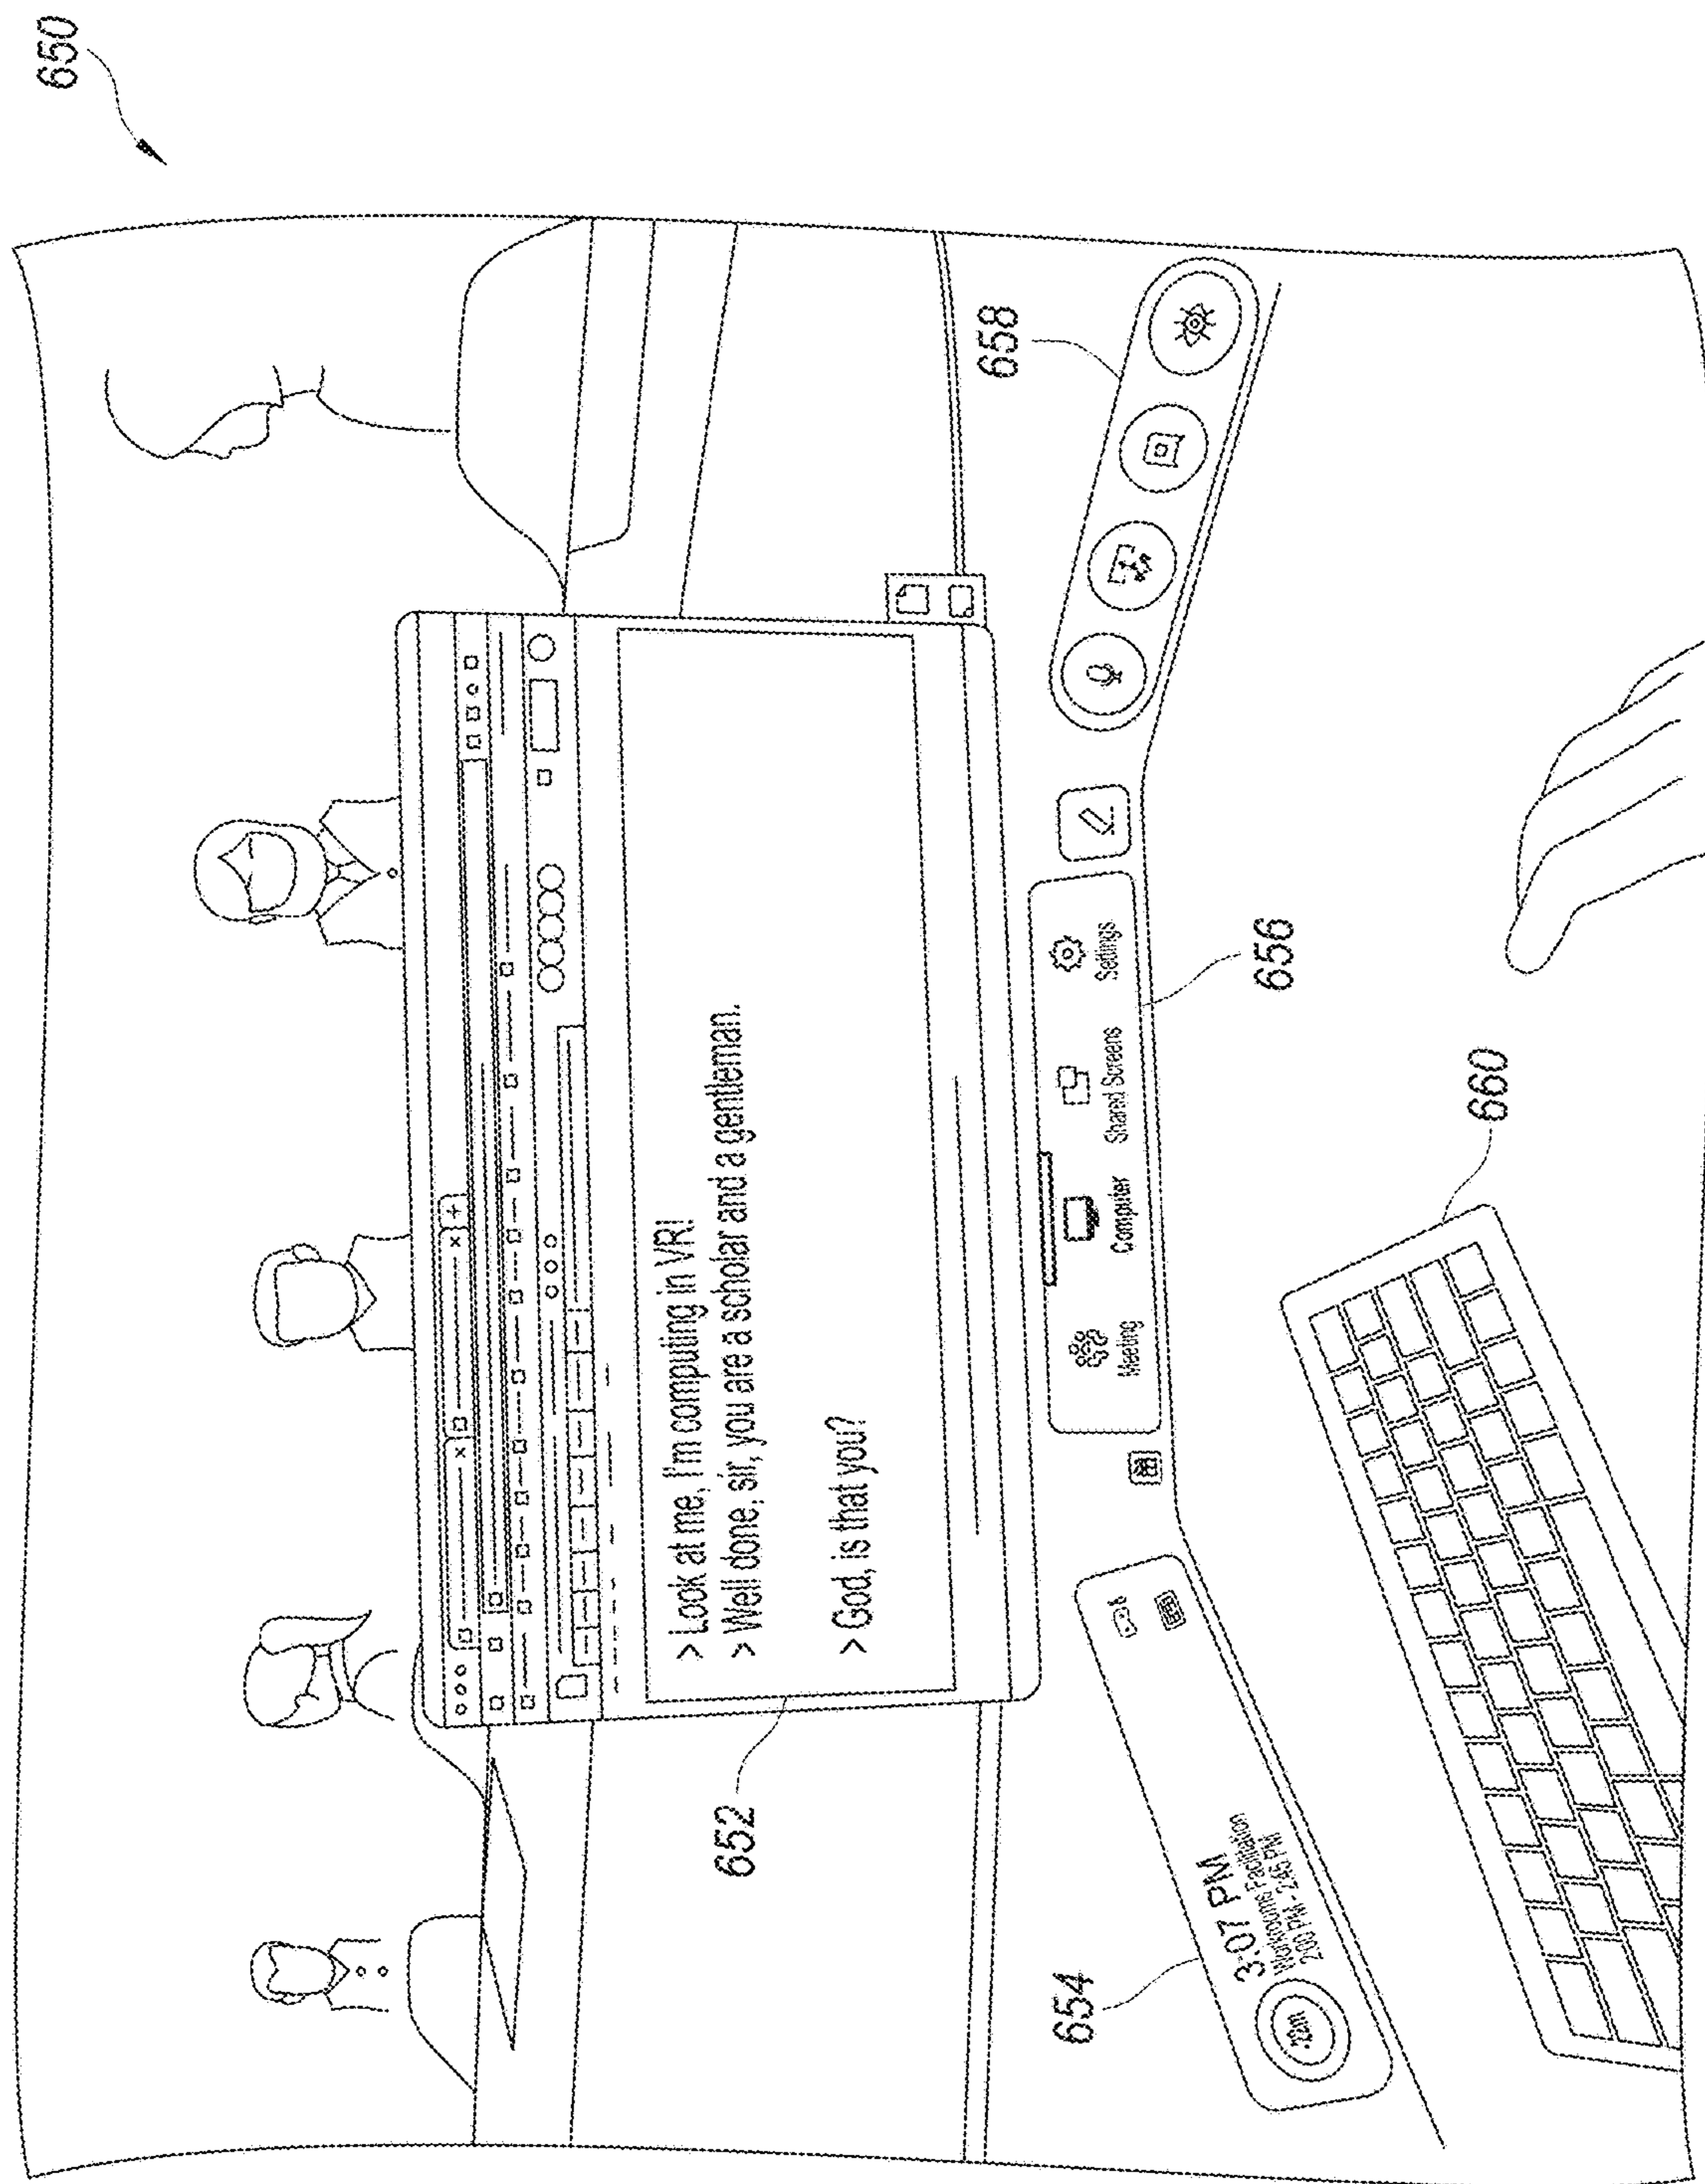 650
> Look at me, I'm computing in VR!
> Well done, sir, you are a scholar and a gentleman.
> God, is that you?
652
654
3:07 PM
Workrooms Facilitation
2:00 PM - 2:45 PM
Meeting
Computer
Shared Screens
Settings
656
658
660